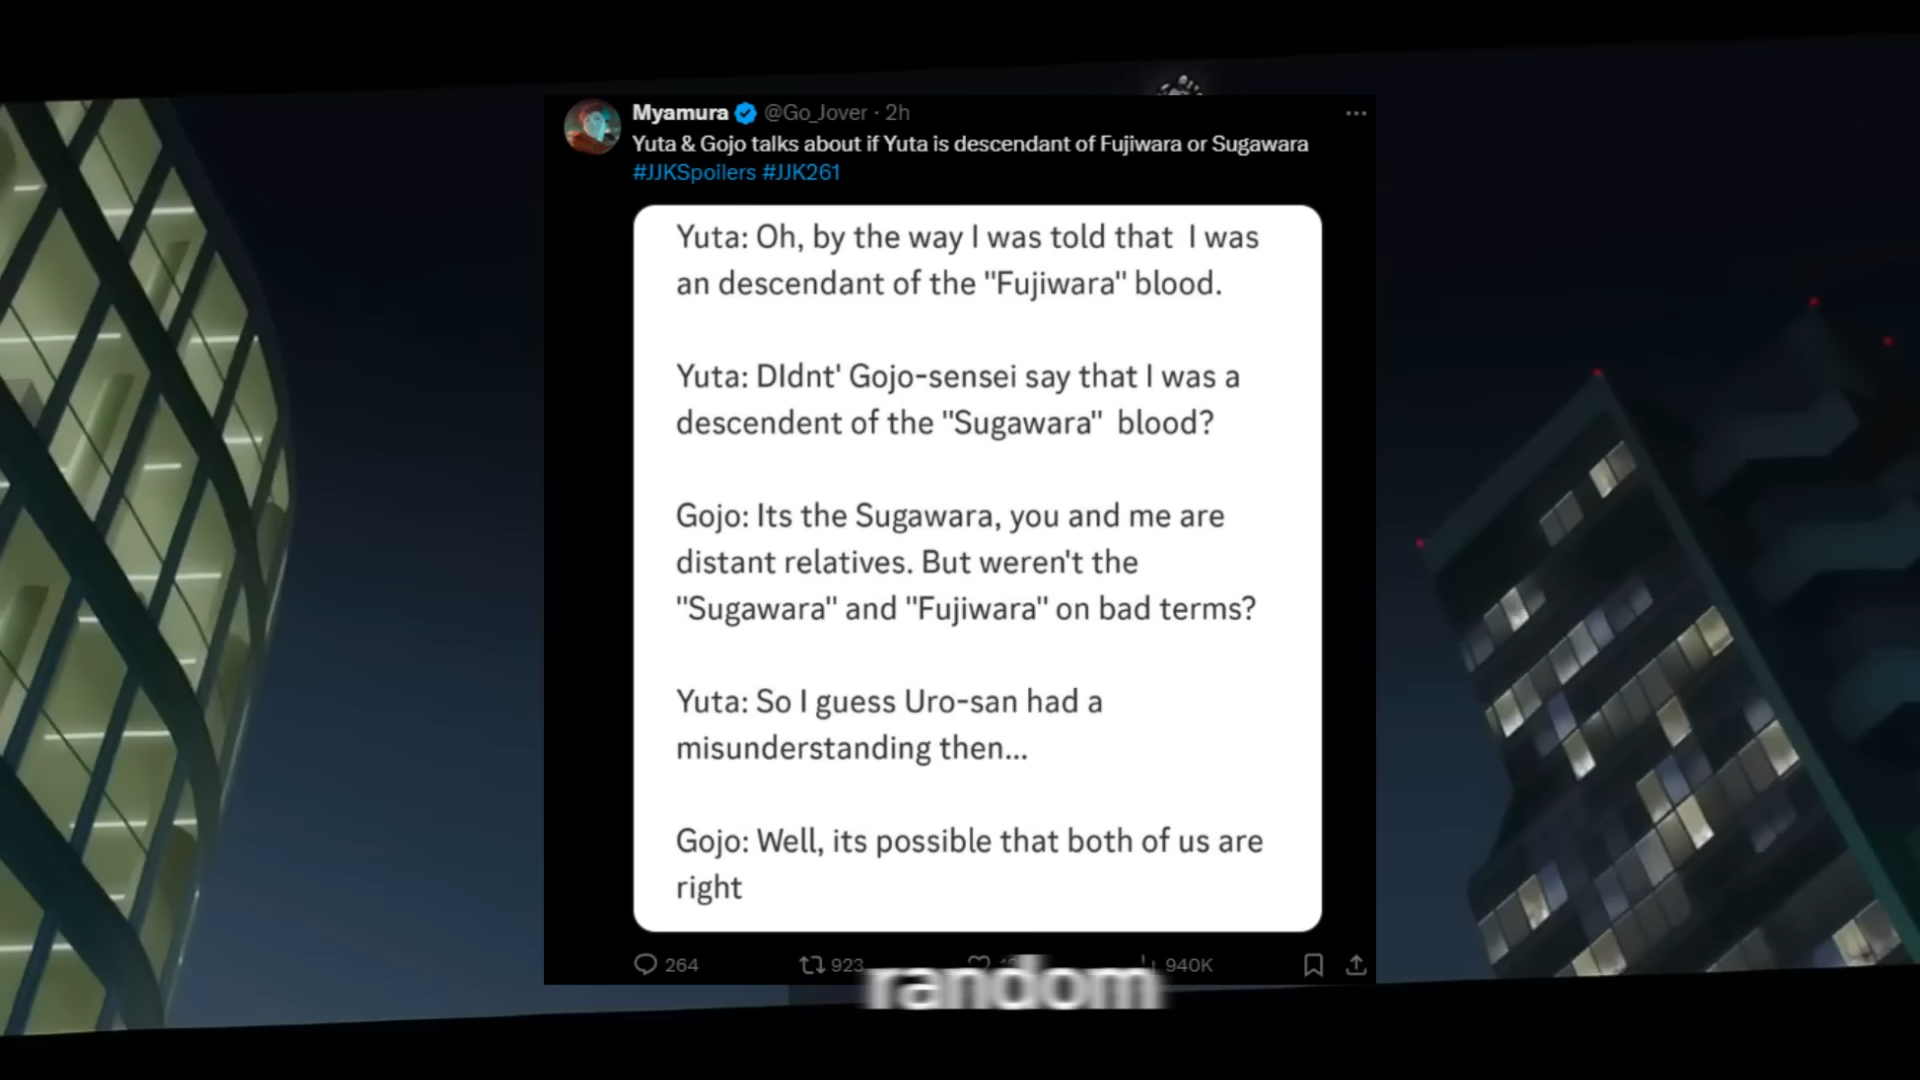 Myamura @Go_Jover · 2h
Yuta & Gojo talks about if Yuta is descendant of Fujiwara or Sugawara
#JJKSpoilers #JJK261
Yuta: Oh, by the way I was told that I was
an descendant of the "Fujiwara" blood.
Yuta: DIdnt' Gojo-sensei say that I was a
descendent of the "Sugawara" blood?
Gojo: Its the Sugawara, you and me are
distant relatives. But weren't the
"Sugawara" and "Fujiwara" on bad terms?
Yuta: So I guess Uro-san had a
misunderstanding then...
Gojo: Well, its possible that both of us are
right
264 923 940K
random